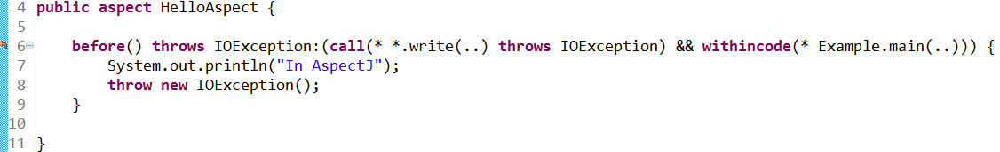 4 public aspect HelloAspect {
5
6 before() throws IOException:(call(* *.write(..) throws IOException) && withincode(* Example.main(..))) {
7 System.out.println("In AspectJ");
8 throw new IOException();
9 }
10
11 }